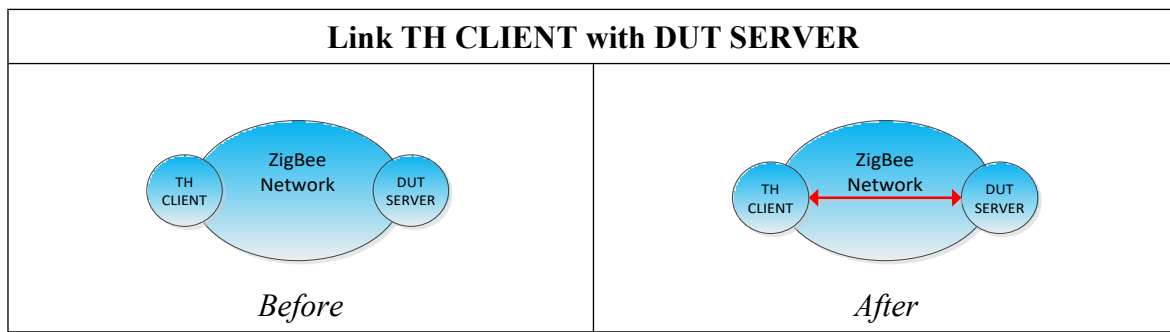 Link TH CLIENT with DUT SERVER
ZigBee
Network
TH
CLIENT
DUT
SERVER
Before
ZigBee
Network
TH
CLIENT
DUT
SERVER
After